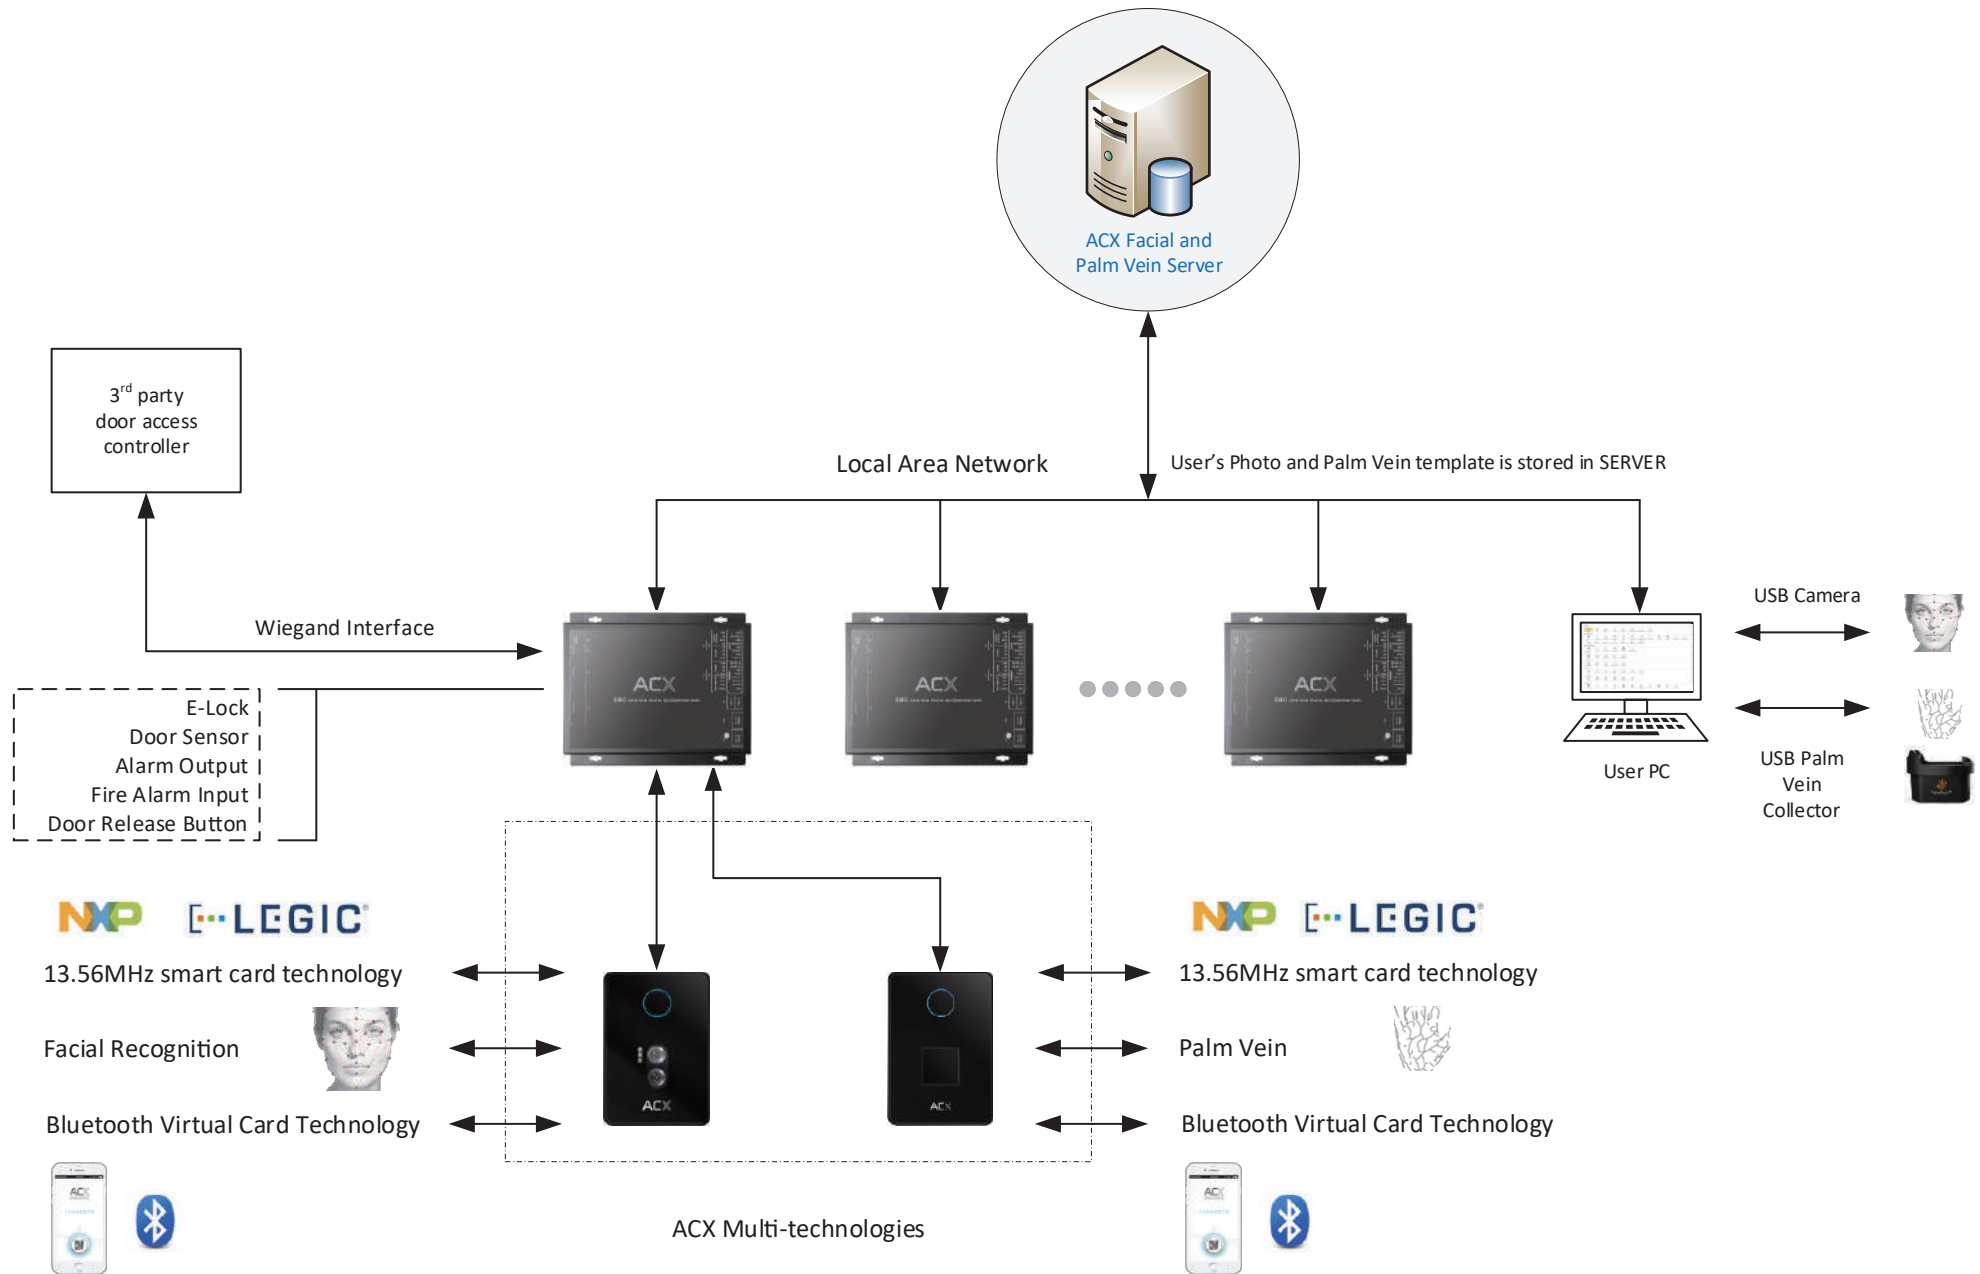 ACX Facial and
Palm Vein Server
3rd party
door access
controller
Local Area Network
User's Photo and Palm Vein template is stored in SERVER
Wiegand Interface
USB Camera
ACX
ACX
ACX
E-Lock
Door Sensor
Alarm Output
Fire Alarm Input
Door Release Button
User PC
USB Palm
Vein
Collector
NXP
LEGIC®
NXP
LEGIC®
13.56MHz smart card technology
13.56MHz smart card technology
Facial Recognition
Palm Vein
ACX
ACX
Bluetooth Virtual Card Technology
Bluetooth Virtual Card Technology
ACX
ACX
ACX Multi-technologies